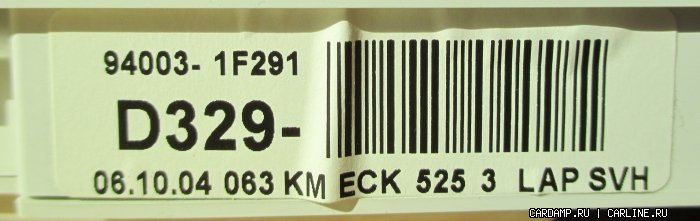 94003- 1F291
D329-
06.10.04 063 KM ECK 525 3 LAP SVH
CARDAMP.RU | CARLINE.RU